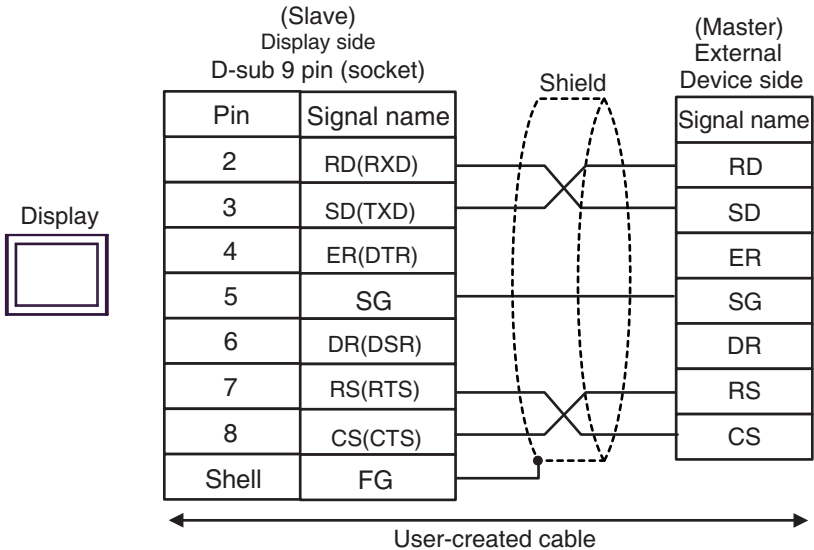 (Slave)
Display side
D-sub 9 pin (socket)
(Master)
External
Device side
Shield
Pin Signal name
Signal name
2 RD(RXD)
RD
3 SD(TXD)
SD
Display
4 ER(DTR)
ER
5 SG
SG
6 DR(DSR)
DR
7 RS(RTS)
RS
8 CS(CTS)
CS
Shell FG
User-created cable